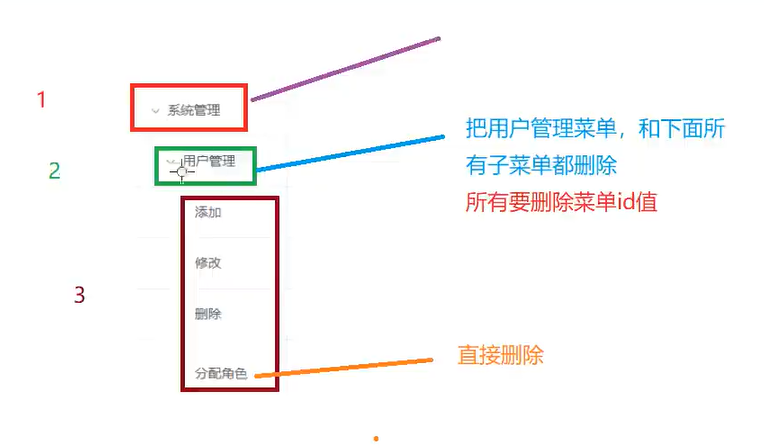 1
系统管理
2
用户管理
把用户管理菜单，和下面所
有子菜单都删除
所有要删除菜单id值
3
添加
修改
删除
分配角色
直接删除